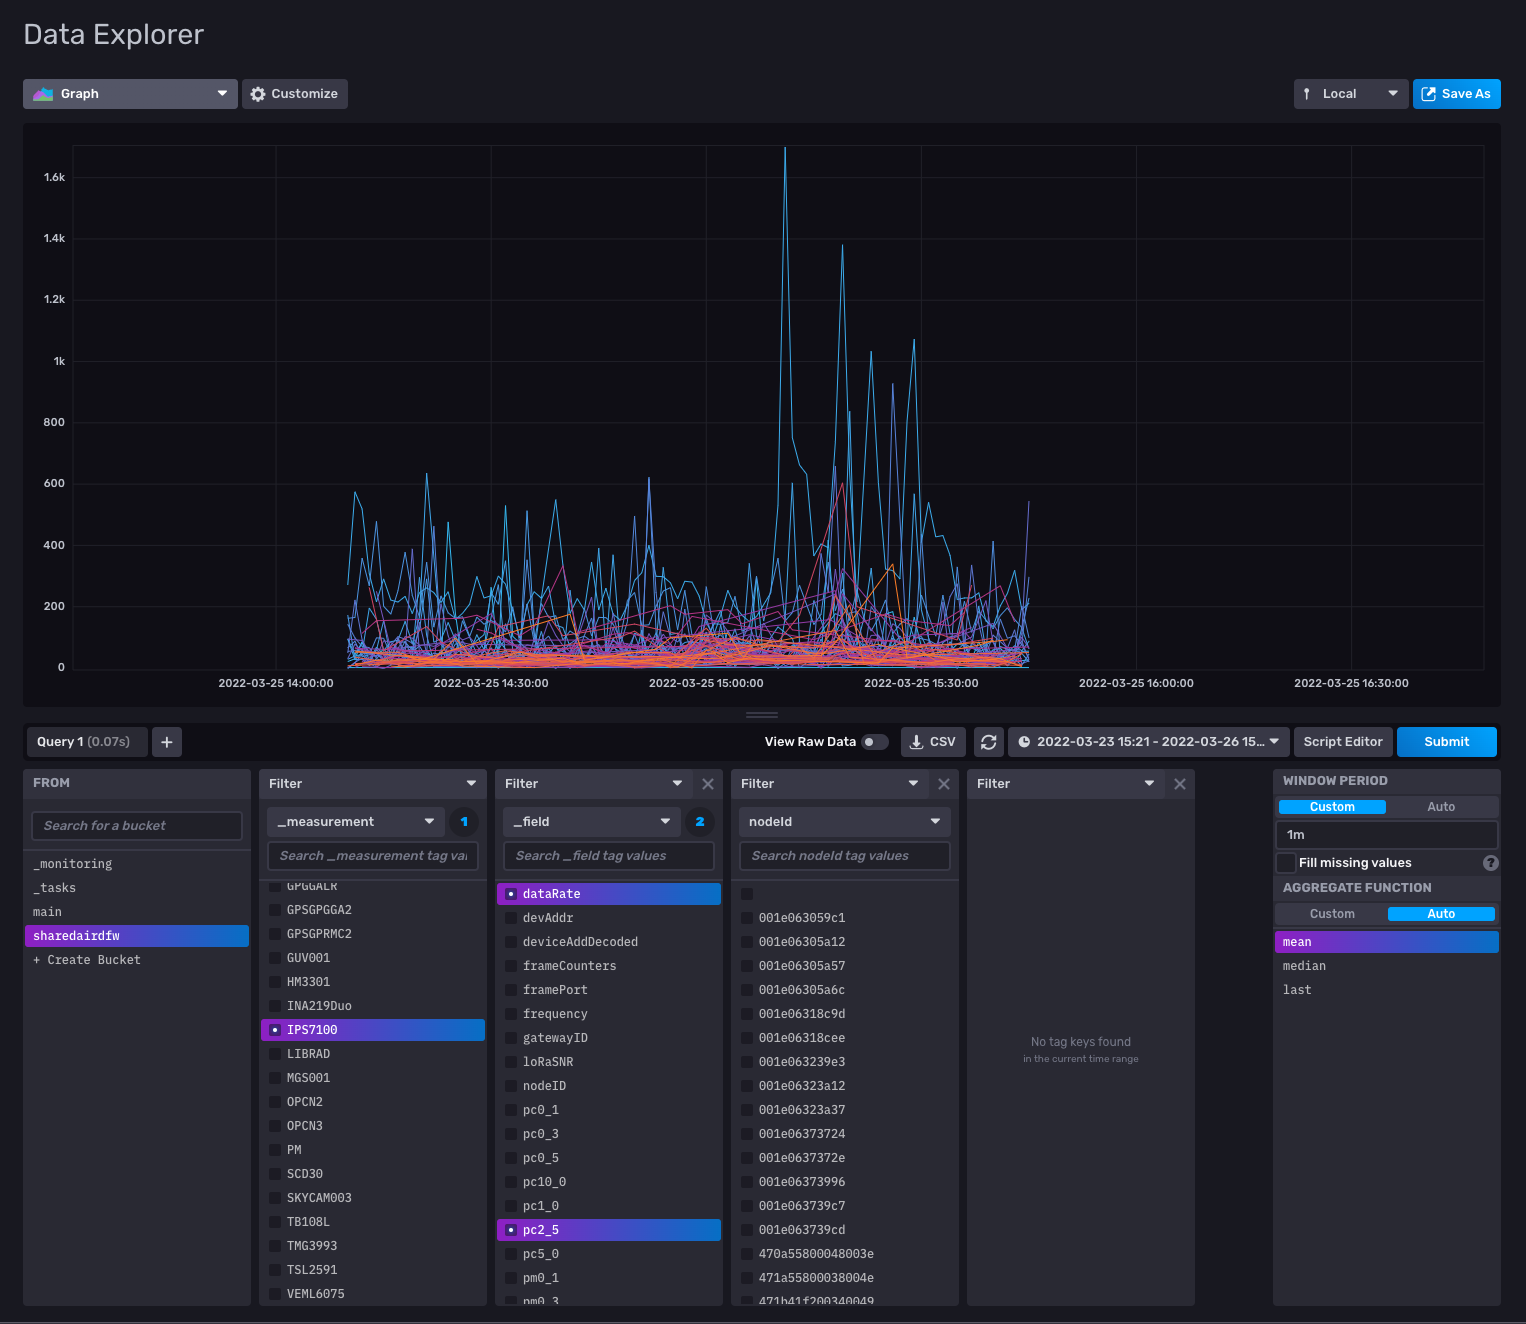 Data Explorer
Graph
Customize
Local
Save As
1.6k
1.4k
1.2k
1k
800
600
400
200
0
2022-03-25 14:00:00
2022-03-25 14:30:00
2022-03-25 15:00:00
2022-03-25 15:30:00
2022-03-25 16:00:00
2022-03-25 16:30:00
Query 1 (0.07s)
+
View Raw Data
CSV
2022-03-23 15:21 - 2022-03-26 15...
Script Editor
Submit
FROM
Search for a bucket
_monitoring
_tasks
main
sharedairdfw
+ Create Bucket
Filter
_measurement
1
Search _measurement tag val
GPGGALR
GPSGPGGA2
GPSGPRMC2
GUV001
HM3301
INA219Duo
IPS7100
LIBRAD
MGS001
OPCN2
OPCN3
PM
SCD30
SKYCAM003
TB108L
TMG3993
TSL2591
VEML6075
Filter
_field
2
Search _field tag values
dataRate
devAddr
deviceAddDecoded
frameCounters
framePort
frequency
gatewayID
loRaSNR
nodeID
pc0_1
pc0_3
pc0_5
pc10_0
pc1_0
pc2_5
pc5_0
pm0_1
pm0_3
Filter
nodeId
Search nodeId tag values
001e063059c1
001e06305a12
001e06305a57
001e06305a6c
001e06318c9d
001e06318cee
001e063239e3
001e06323a12
001e06323a37
001e06373724
001e0637372e
001e06373996
001e063739c7
001e063739cd
470a55800048003e
471a55800038004e
471b41f200340049
Filter
No tag keys found
in the current time range
WINDOW PERIOD
Custom
Auto
1m
Fill missing values
?
AGGREGATE FUNCTION
Custom
Auto
mean
median
last